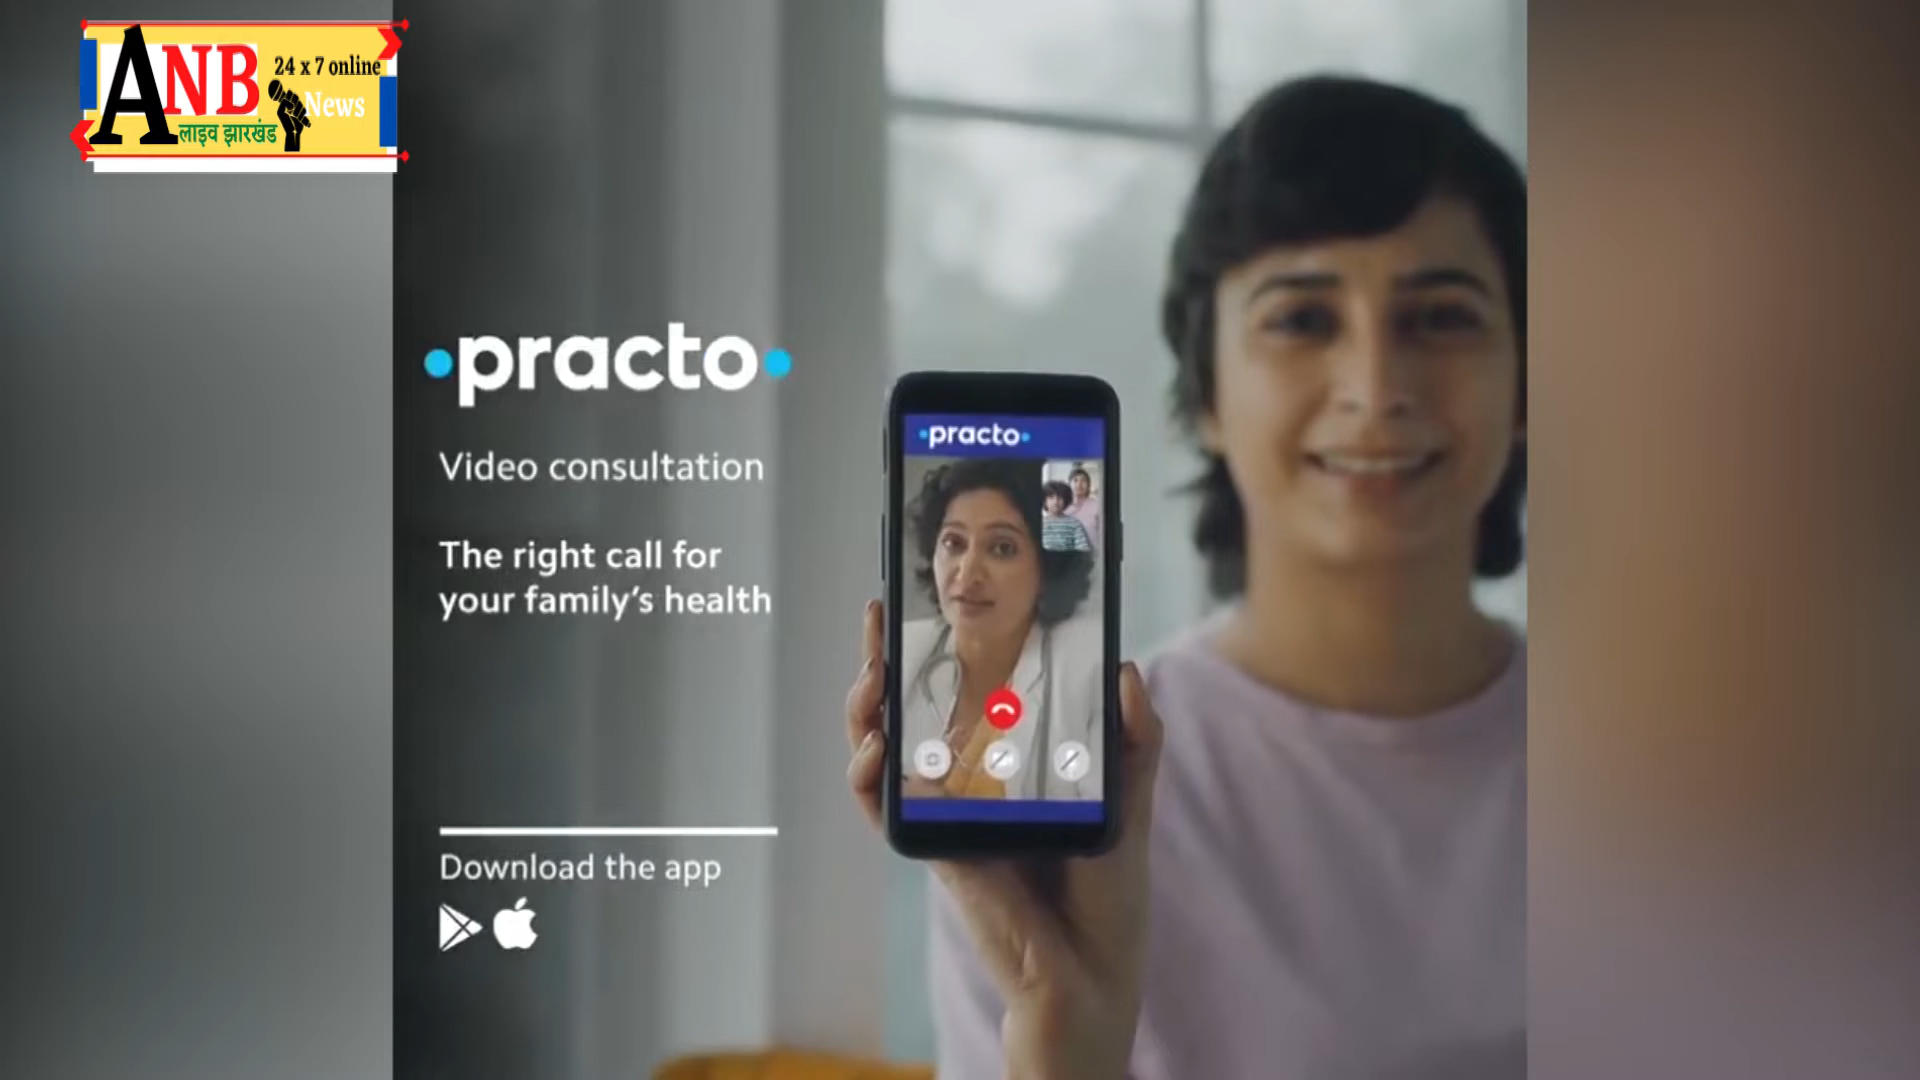 ANB
24 x 7 online
News
लाइव झारखंड
practo
Video consultation
The right call for
your family's health
practo
Download the app